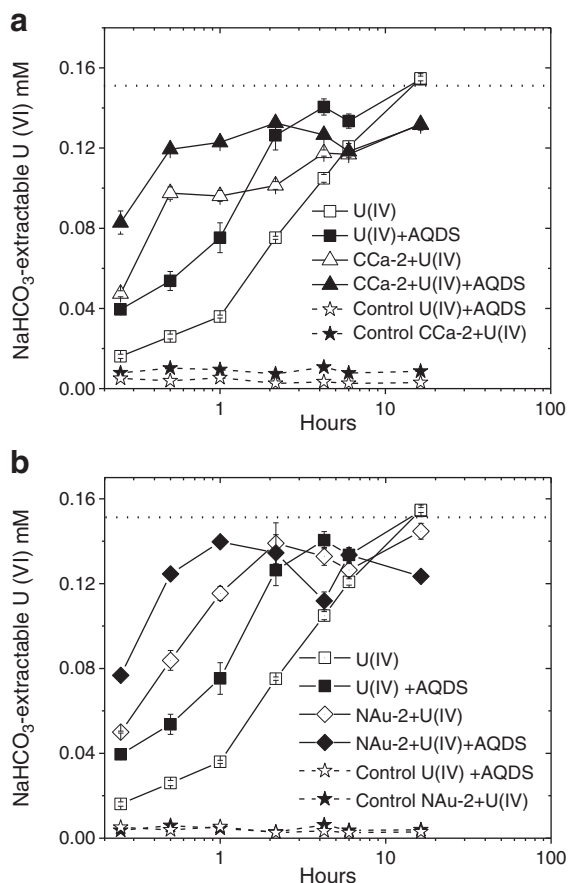 a
NaHCO₃-extractable U (VI) mM
0.16
0.12
0.08
0.04
0.00
U(IV)
U(IV)+AQDS
CCa-2+U(IV)
CCa-2+U(IV)+AQDS
Control U(IV)+AQDS
Control CCa-2+U(IV)
1 10 100
Hours
b
NaHCO₃-extractable U (VI) mM
0.16
0.12
0.08
0.04
0.00
U(IV)
U(IV) +AQDS
NAu-2+U(IV)
NAu-2+U(IV)+AQDS
Control U(IV) +AQDS
Control NAu-2+U(IV)
1 10 100
Hours